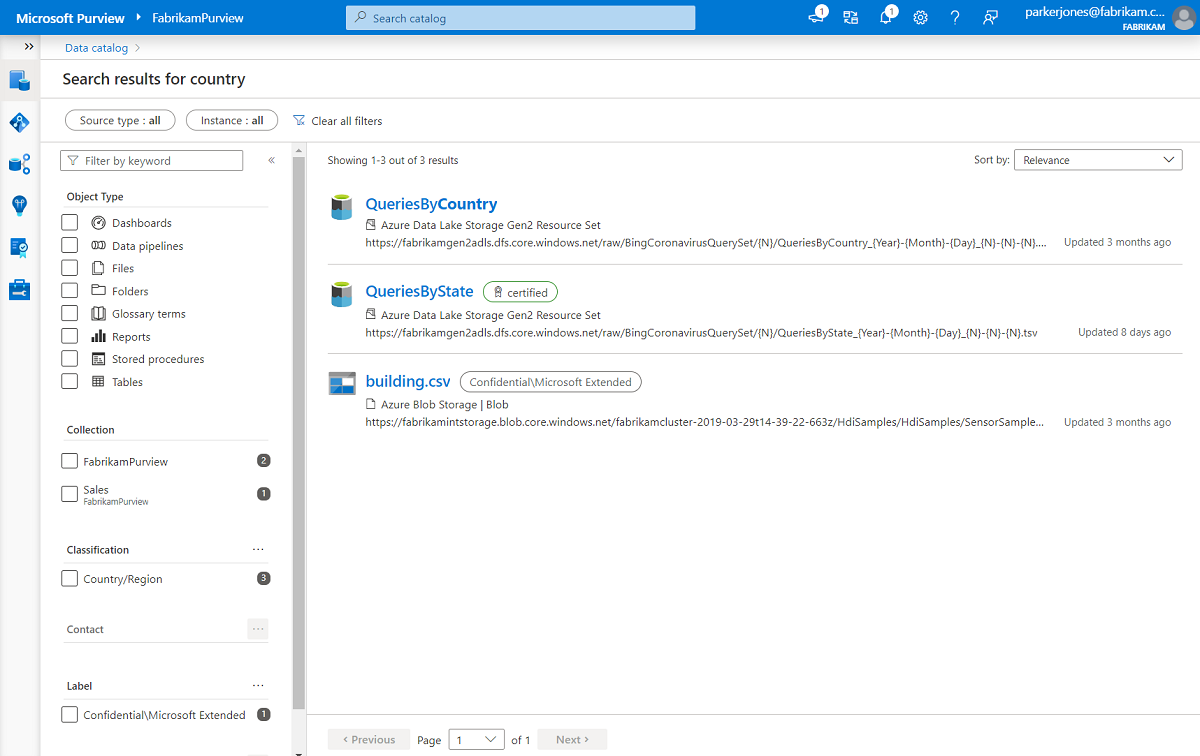 Microsoft Purview FabrikamPurview
Search catalog
1
1
parkerjones@fabrikam.c...
FABRIKAM
Data catalog
Search results for country
Source type : all
Instance : all
Clear all filters
Filter by keyword
Object Type
Dashboards
Data pipelines
Files
Folders
Glossary terms
Reports
Stored procedures
Tables
Collection
FabrikamPurview 2
Sales 1
FabrikamPurview
Classification ...
Country/Region 3
Contact ...
Label ...
Confidential\Microsoft Extended 1
Showing 1-3 out of 3 results
Sort by: Relevance
QueriesByCountry
Azure Data Lake Storage Gen2 Resource Set
https://fabrikamgen2adls.dfs.core.windows.net/raw/BingCoronavirusQuerySet/{N}/QueriesByCountry_{Year}-{Month}-{Day}_{N}-{N}-{N}.... Updated 3 months ago
QueriesByState certified
Azure Data Lake Storage Gen2 Resource Set
https://fabrikamgen2adls.dfs.core.windows.net/raw/BingCoronavirusQuerySet/{N}/QueriesByState_{Year}-{Month}-{Day}_{N}-{N}-{N}.tsv Updated 8 days ago
building.csv Confidential\Microsoft Extended
Azure Blob Storage | Blob
https://fabrikamintstorage.blob.core.windows.net/fabrikamcluster-2019-03-29t14-39-22-663z/HdiSamples/HdiSamples/SensorSample... Updated 3 months ago
< Previous Page 1 of 1 Next >